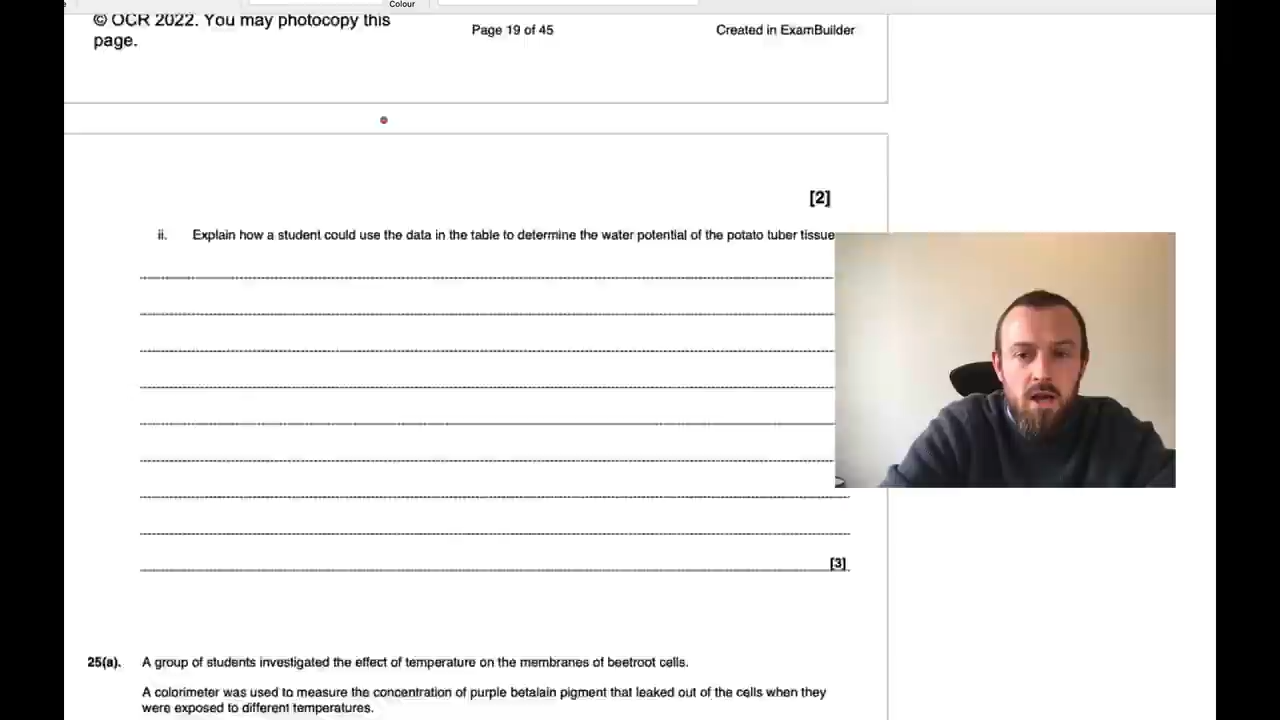 Colour
© OCR 2022. You may photocopy this
page.
Page 19 of 45
Created in ExamBuilder
[2]
ii. Explain how a student could use the data in the table to determine the water potential of the potato tuber tissue
[3]
25(a). A group of students investigated the effect of temperature on the membranes of beetroot cells.
A colorimeter was used to measure the concentration of purple betalain pigment that leaked out of the cells when they
were exposed to different temperatures.